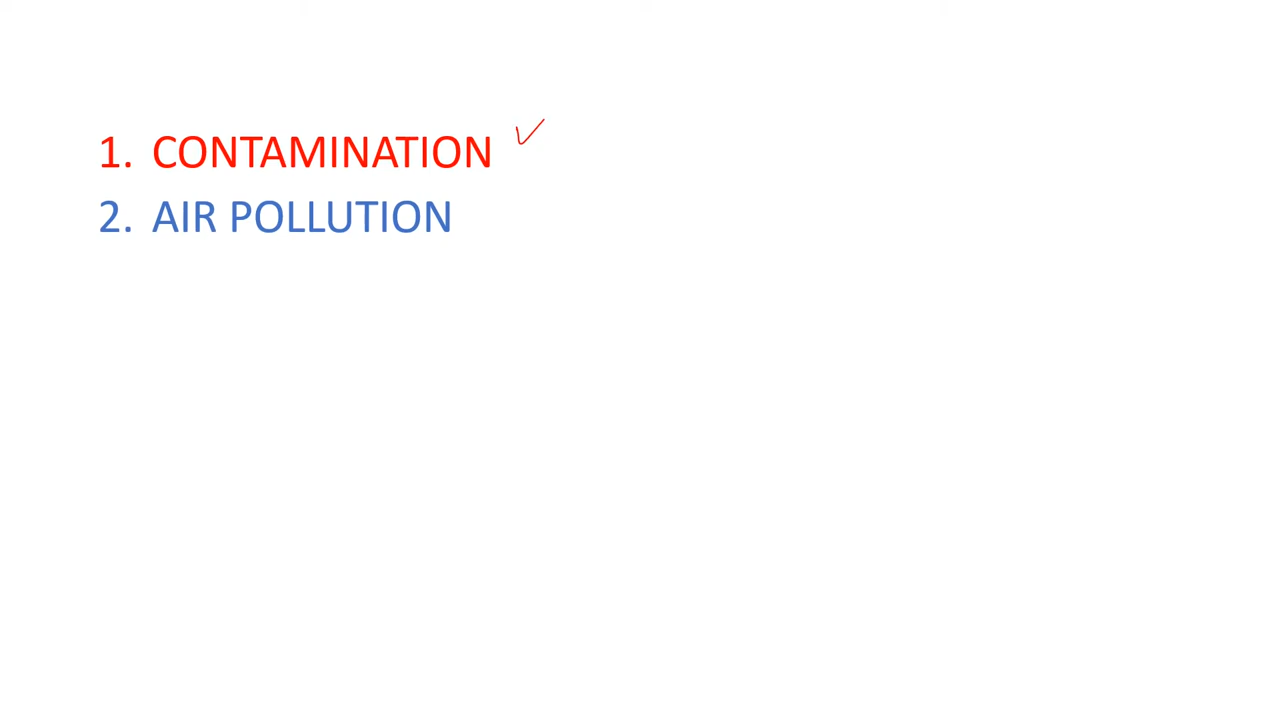 1. CONTAMINATION ✓
2. AIR POLLUTION